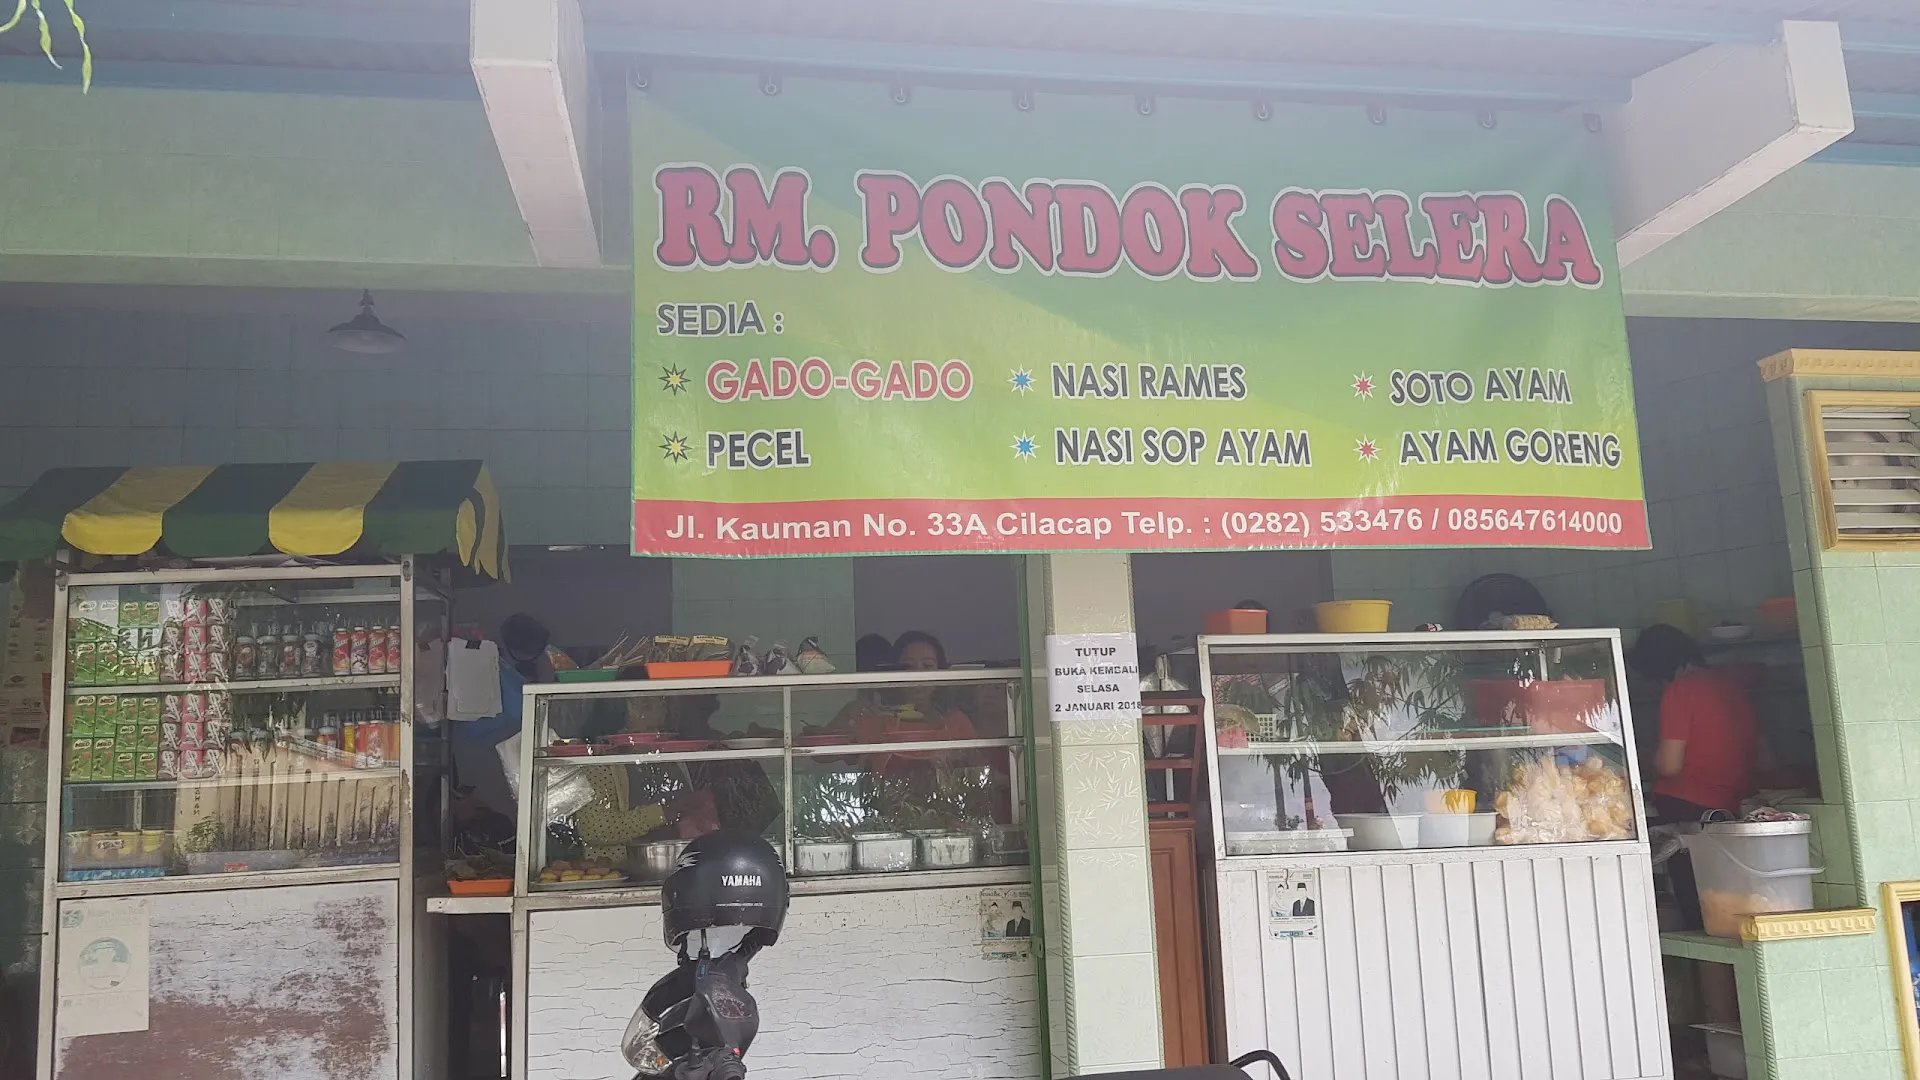 RM. PONDOK SELERA
SEDIA :
GADO-GADO
NASI RAMES
SOTO AYAM
PECEL
NASI SOP AYAM
AYAM GORENG
Jl. Kauman No. 33A Cilacap Telp. : (0282) 533476 / 085647614000
TUTUP
BUKA KEMBALI
SELASA
2 JANUARI 2018
YAMAHA